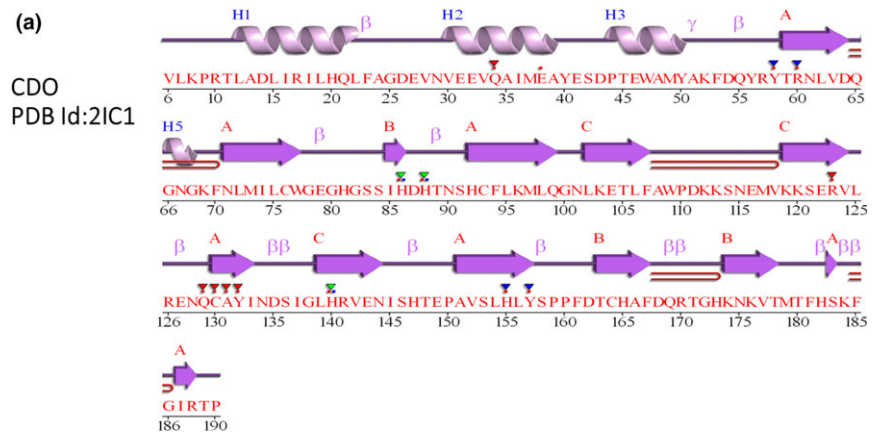 (a)
CDO
PDB Id:2IC1
H1 β H2 H3 γ β A
VLKPRTLADLIRILHQLFAGDEVNVEEVQAIMEAYESDPTEWAMYAKFDQYRYTRNLVDQ
6 10 15 20 25 30 35 40 45 50 55 60 65
H5 A β B β A C C
GNGKFNLMILCWGEGHGSSIHDHTNSHCFLKMLQGNLKETLFAWPDKKSNEMVKKSERVL
66 70 75 80 85 90 95 100 105 110 115 120 125
β A ββ C β A β B ββ B β A ββ
RENQCAYINDSIGLHRVENISHTEPAVSLHLYSPPFDTCHAFDQRTGHKNKVTMTFHSKF
126 130 135 140 145 150 155 160 165 170 175 180 185
A
GIRTP
186 190